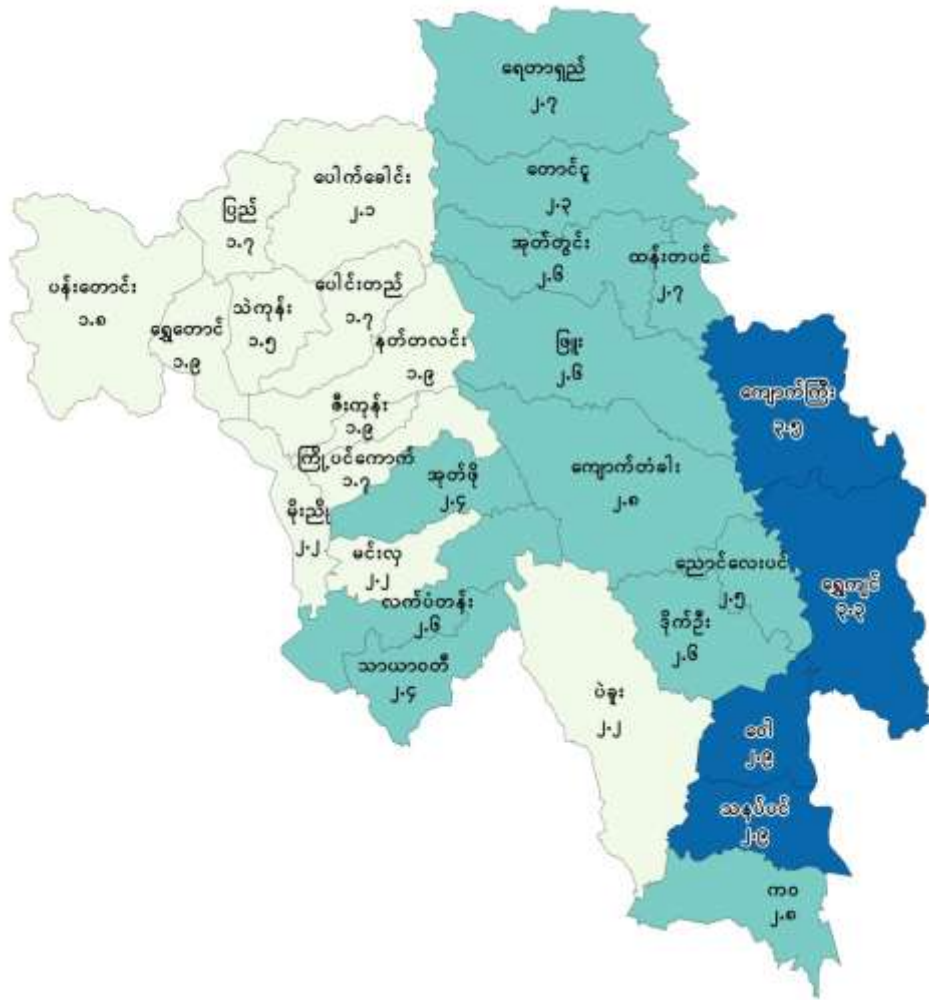 ရေတာရှည်
၂.၇
တောင်ငူ
၂.၃
ပေါက်ခေါင်း
၂.၁
ပြည်
၁.၇
အုတ်တွင်း
၂.၆
ထန်းတပင်
၂.၇
ပန်းတောင်း
၁.၈
ရွှေတောင်
၁.၉
သဲကုန်း
၁.၅
ပေါင်းတည်
၁.၇
နတ်တလင်း
၁.၉
ဖြူး
၂.၆
ကျောက်ကြီး
၃.၅
ဇီးကုန်း
၁.၉
ကြို့ပင်ကောက်
၁.၇
အုတ်ဖို
၂.၄
ကျောက်တံခါး
၂.၈
မိုးညို
၂.၂
မင်းလှ
၂.၂
ညောင်လေးပင်
၂.၅
ရွှေကျင်
၃.၃
လက်ပံတန်း
၂.၆
ဒိုက်ဦး
၂.၆
သာယာဝတီ
၂.၄
ပဲခူး
၂.၂
ဝေါ
၂.၉
သနပ်ပင်
၂.၉
ကဝ
၂.၈